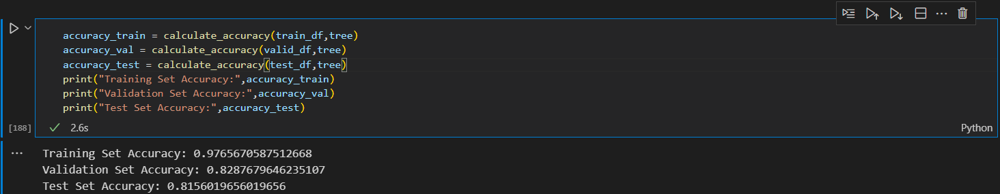 accuracy_train = calculate_accuracy(train_df,tree)
accuracy_val = calculate_accuracy(valid_df,tree)
accuracy_test = calculate_accuracy(test_df,tree)
print("Training Set Accuracy:",accuracy_train)
print("Validation Set Accuracy:",accuracy_val)
print("Test Set Accuracy:",accuracy_test)
[188] 2.6s Python
Training Set Accuracy: 0.9765670587512668
Validation Set Accuracy: 0.8287679646235107
Test Set Accuracy: 0.8156019656019656